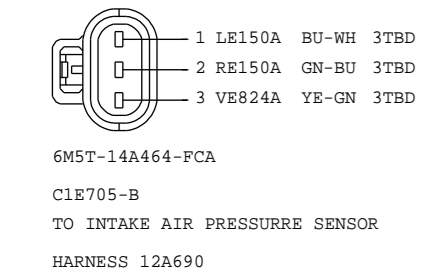 1 LE150A BU-WH 3TBD
2 RE150A GN-BU 3TBD
3 VE824A YE-GN 3TBD
6M5T-14A464-FCA
C1E705-B
TO INTAKE AIR PRESSURRE SENSOR
HARNESS 12A690